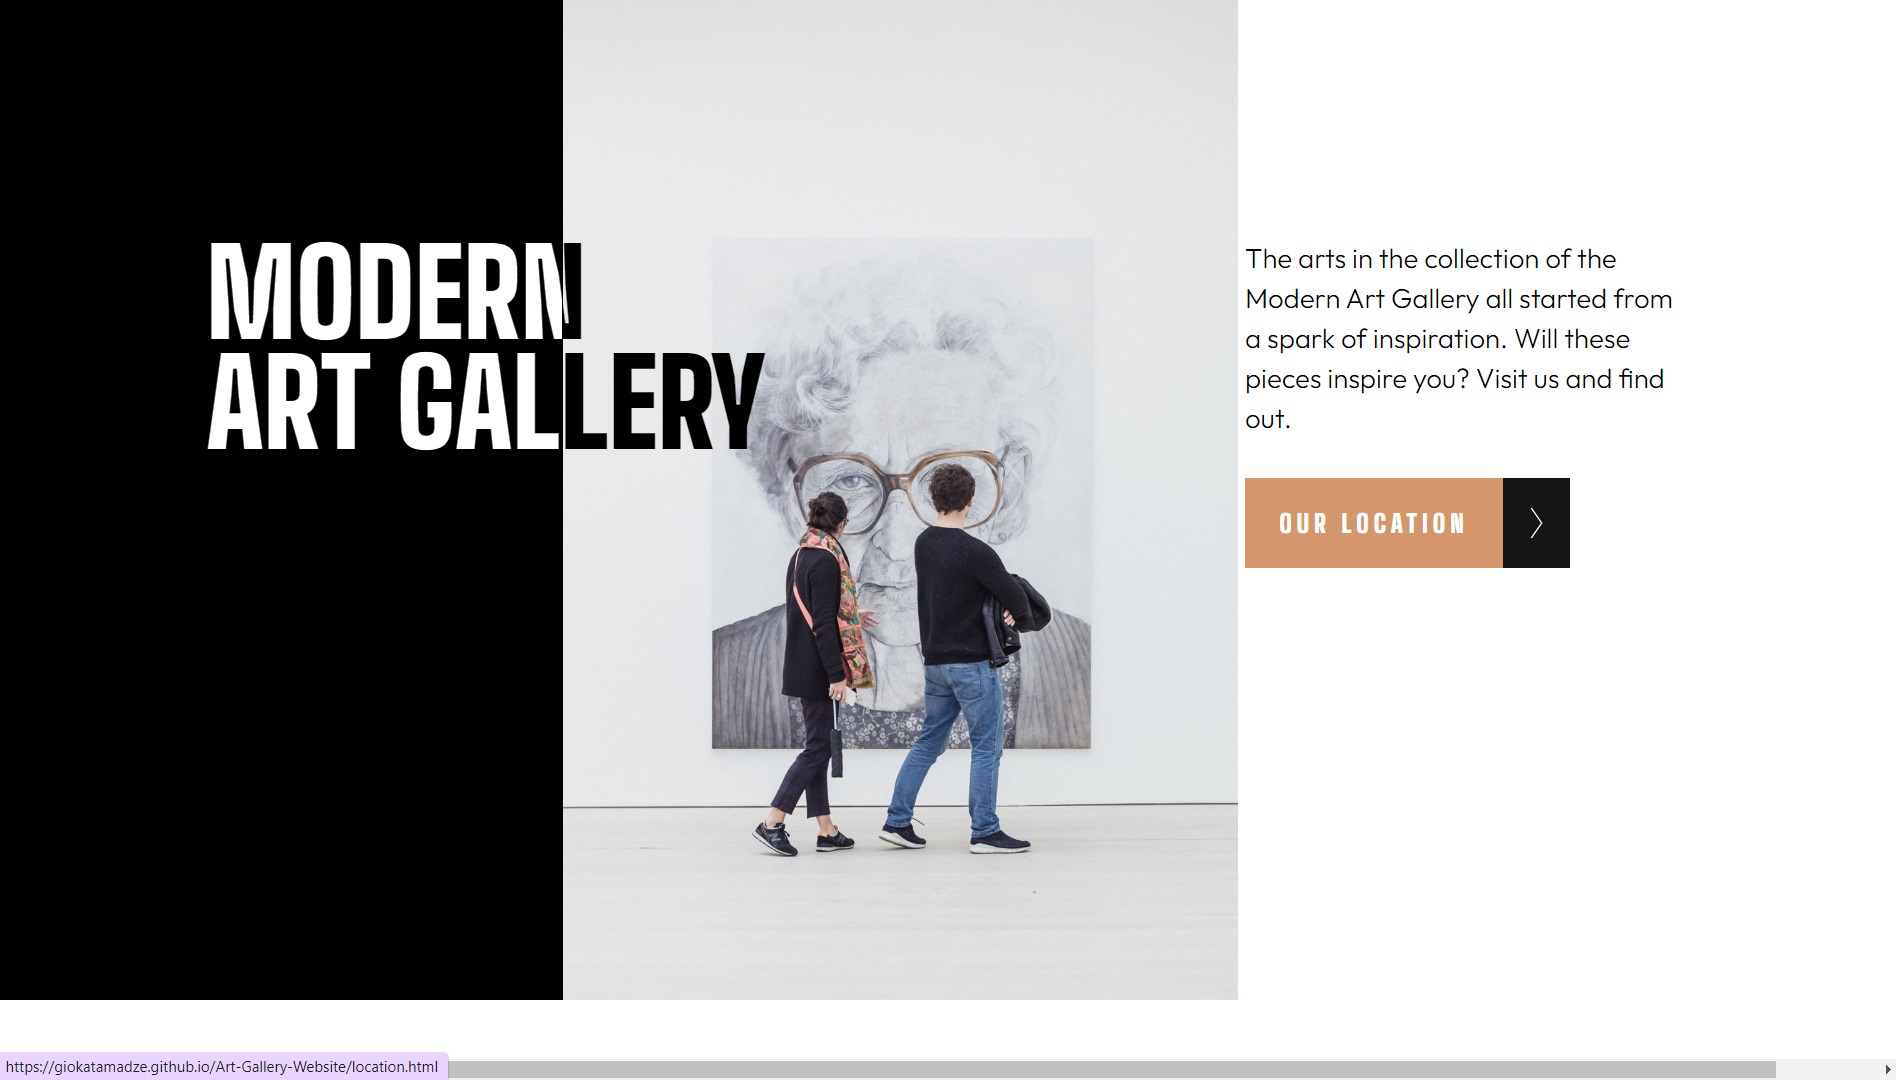 MODERN
ART GALLERY
The arts in the collection of the
Modern Art Gallery all started from
a spark of inspiration. Will these
pieces inspire you? Visit us and find
out.
OUR LOCATION
https://giokatamadze.github.io/Art-Gallery-Website/location.html